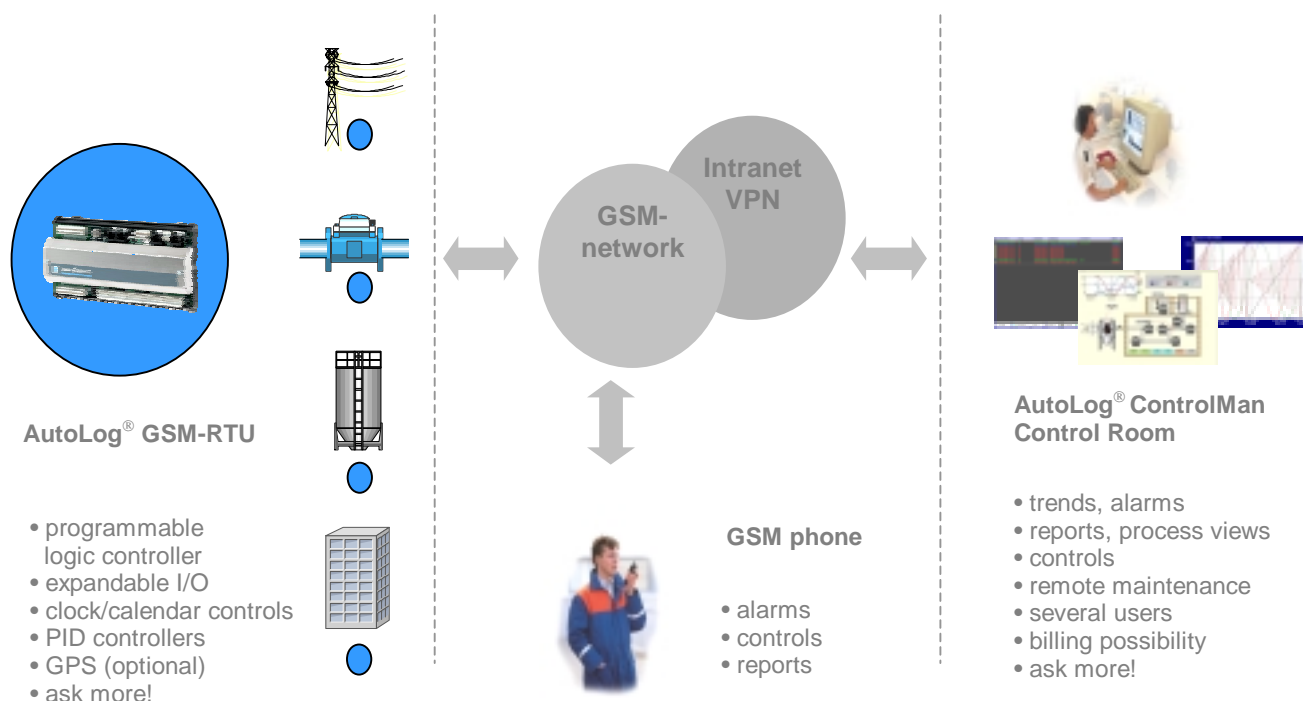 AutoLog® GSM-RTU
• programmable
logic controller
• expandable I/O
• clock/calendar controls
• PID controllers
• GPS (optional)
• ask more!
GSM-
network
Intranet
VPN
GSM phone
• alarms
• controls
• reports
AutoLog® ControlMan
Control Room
• trends, alarms
• reports, process views
• controls
• remote maintenance
• several users
• billing possibility
• ask more!